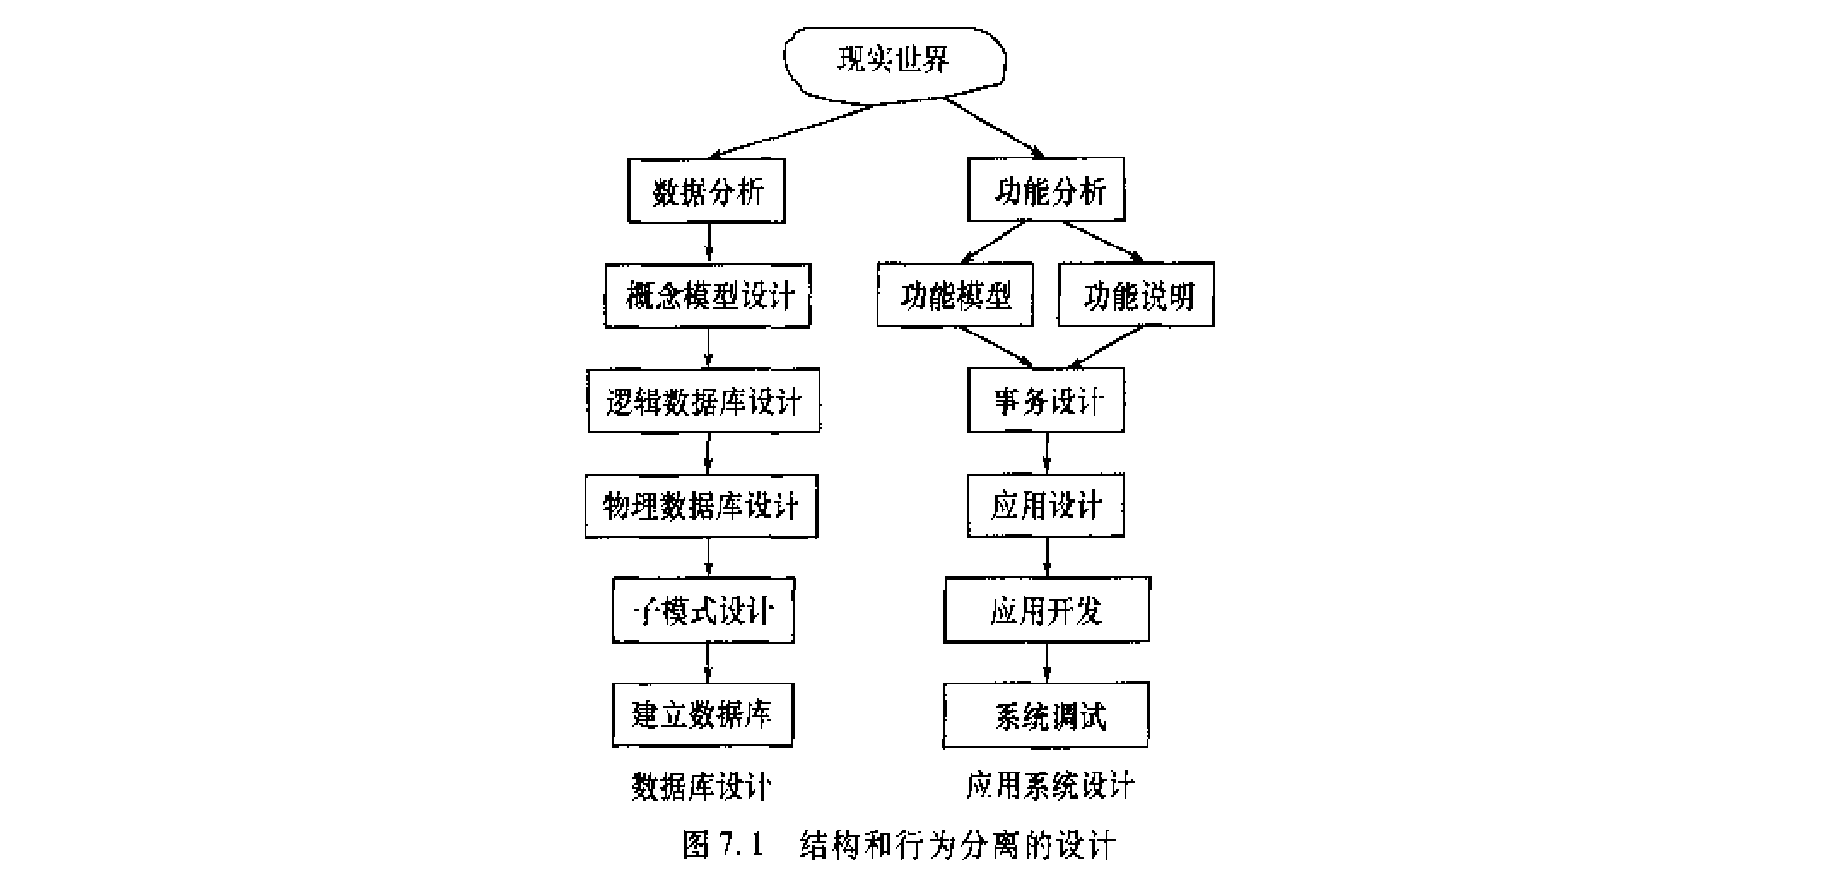 现实世界
数据分析
功能分析
概念模型设计
功能模型
功能说明
逻辑数据库设计
事务设计
物理数据库设计
应用设计
子模式设计
应用开发
建立数据库
系统调试
数据库设计
应用系统设计
图7.1 结构和行为分离的设计